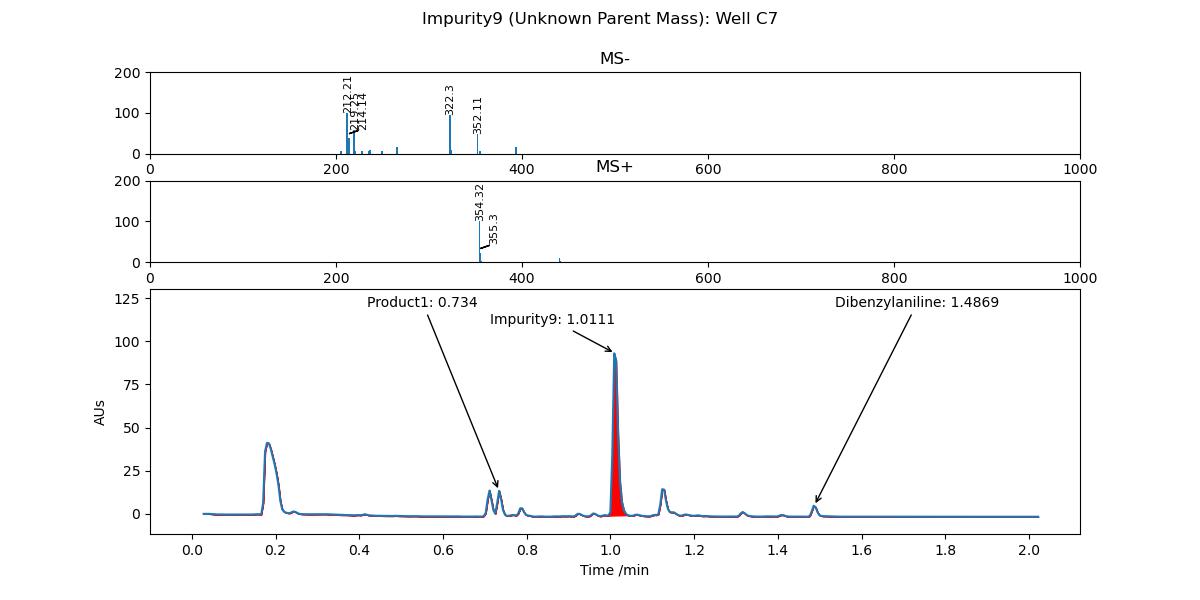 Impurity9 (Unknown Parent Mass): Well C7
MS-
200
100
0
212.21
219.25
214.14
322.3
352.11
0 200 400 600 800 1000
MS+
200
100
0
354.32
355.3
0 200 400 600 800 1000
Product1: 0.734
Impurity9: 1.0111
Dibenzylaniline: 1.4869
125
100
75
50
25
0
AUs
0.0 0.2 0.4 0.6 0.8 1.0 1.2 1.4 1.6 1.8 2.0
Time /min